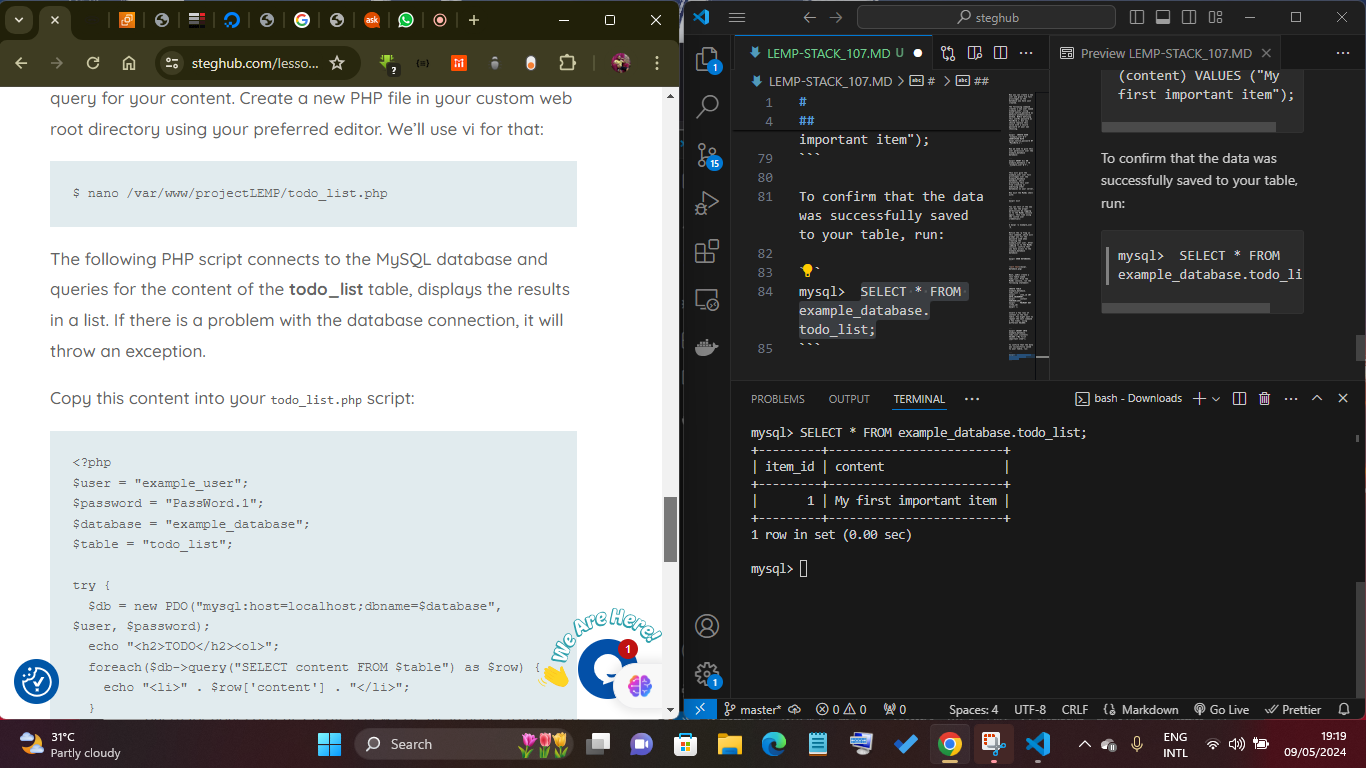 steghub.com/lesso...
query for your content. Create a new PHP file in your custom web
root directory using your preferred editor. We’ll use vi for that:
$ nano /var/www/projectLEMP/todo_list.php
The following PHP script connects to the MySQL database and
queries for the content of the todo_list table, displays the results
in a list. If there is a problem with the database connection, it will
throw an exception.
Copy this content into your todo_list.php script:
<?php
$user = "example_user";
$password = "PassWord.1";
$database = "example_database";
$table = "todo_list";
try {
$db = new PDO("mysql:host=localhost;dbname=$database",
$user, $password);
echo "<h2>TODO</h2><ol>";
foreach($db->query("SELECT content FROM $table") as $row) {
echo "<li>" . $row['content'] . "</li>";
}
We Are Here!
1
ask
?
steghub
LEMP-STACK_107.MD U
LEMP-STACK_107.MD > # > ##
1 #
4 ##
important item");
79 ```
80
81 To confirm that the data
was successfully saved
to your table, run:
82
83 ` `
84 mysql>  SELECT * FROM
example_database.
todo_list;
85 ```
Preview LEMP-STACK_107.MD
(content) VALUES ("My
first important item");
To confirm that the data was
successfully saved to your table,
run:
mysql>  SELECT * FROM
example_database.todo_li
1
15
1
PROBLEMS OUTPUT TERMINAL ...
bash - Downloads
mysql> SELECT * FROM example_database.todo_list;
+---------+-------------------------+
| item_id | content                 |
+---------+-------------------------+
|       1 | My first important item |
+---------+-------------------------+
1 row in set (0.00 sec)
mysql>
master* 0 0 0 Spaces: 4 UTF-8 CRLF Markdown Go Live Prettier
31°C
Partly cloudy
Search
ENG
INTL
19:19
09/05/2024